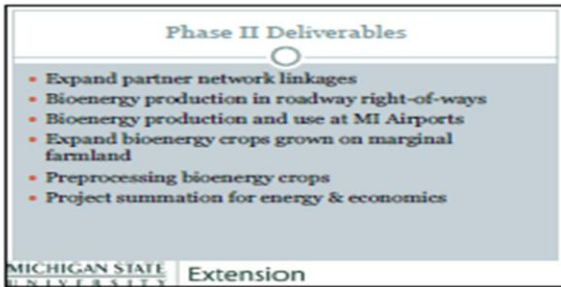 Phase II Deliverables
• Expand partner network linkages
• Bioenergy production in roadway right-of-ways
• Bioenergy production and use at MI Airports
• Expand bioenergy crops grown on marginal
farmland
• Preprocessing bioenergy crops
• Project summation for energy & economics
MICHIGAN STATE
UNIVERSITY
Extension